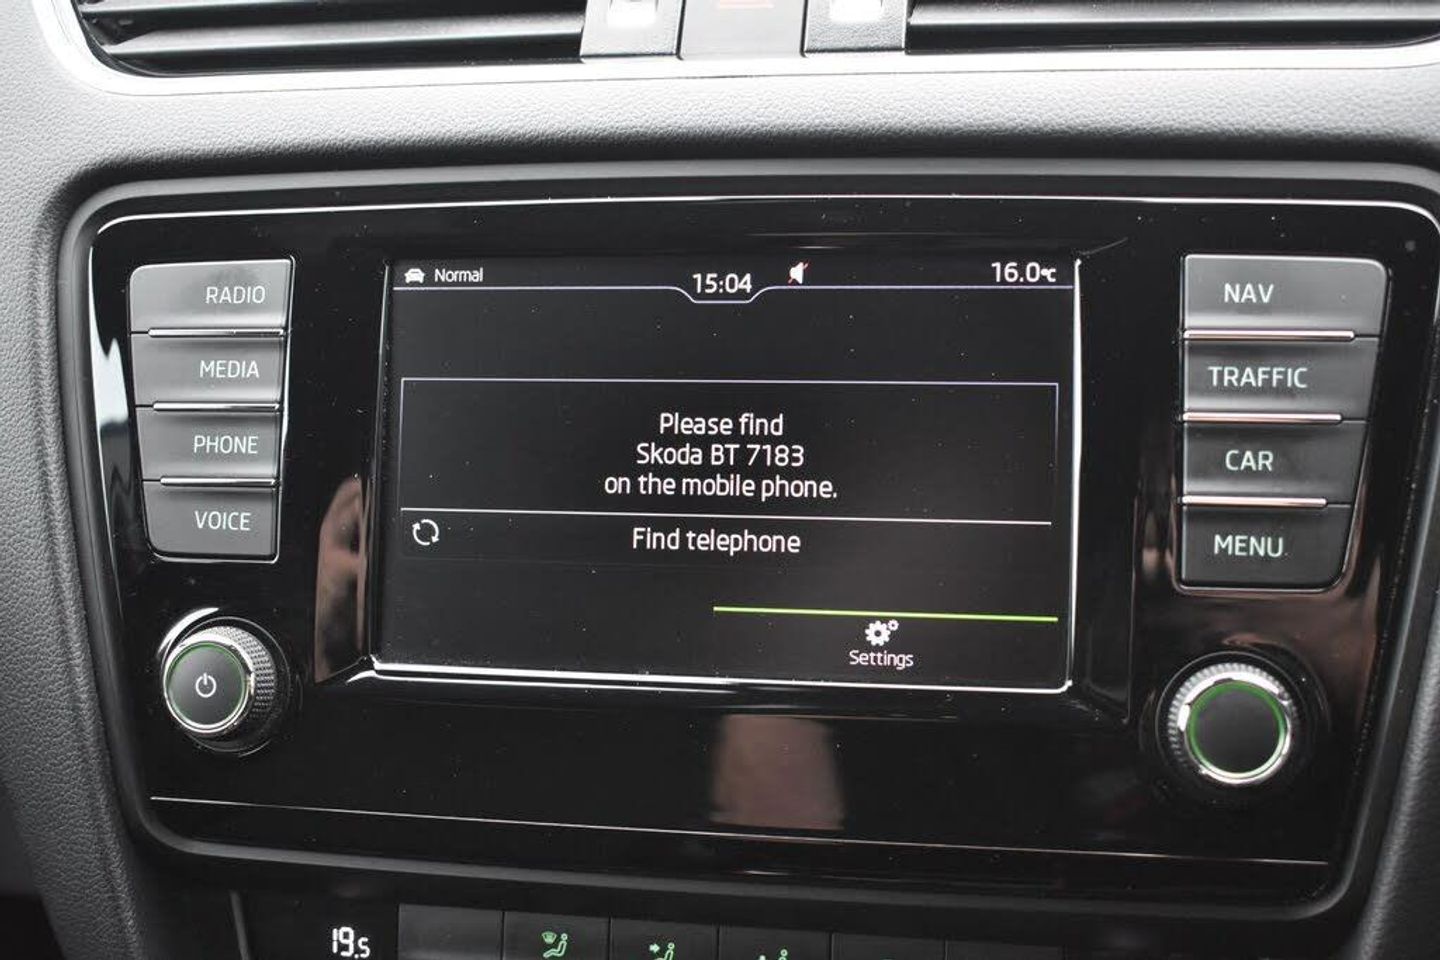 Normal
15:04
16.0°C
RADIO
MEDIA
PHONE
VOICE
Please find
Skoda BT 7183
on the mobile phone.
Find telephone
Settings
NAV
TRAFFIC
CAR
MENU
19.5